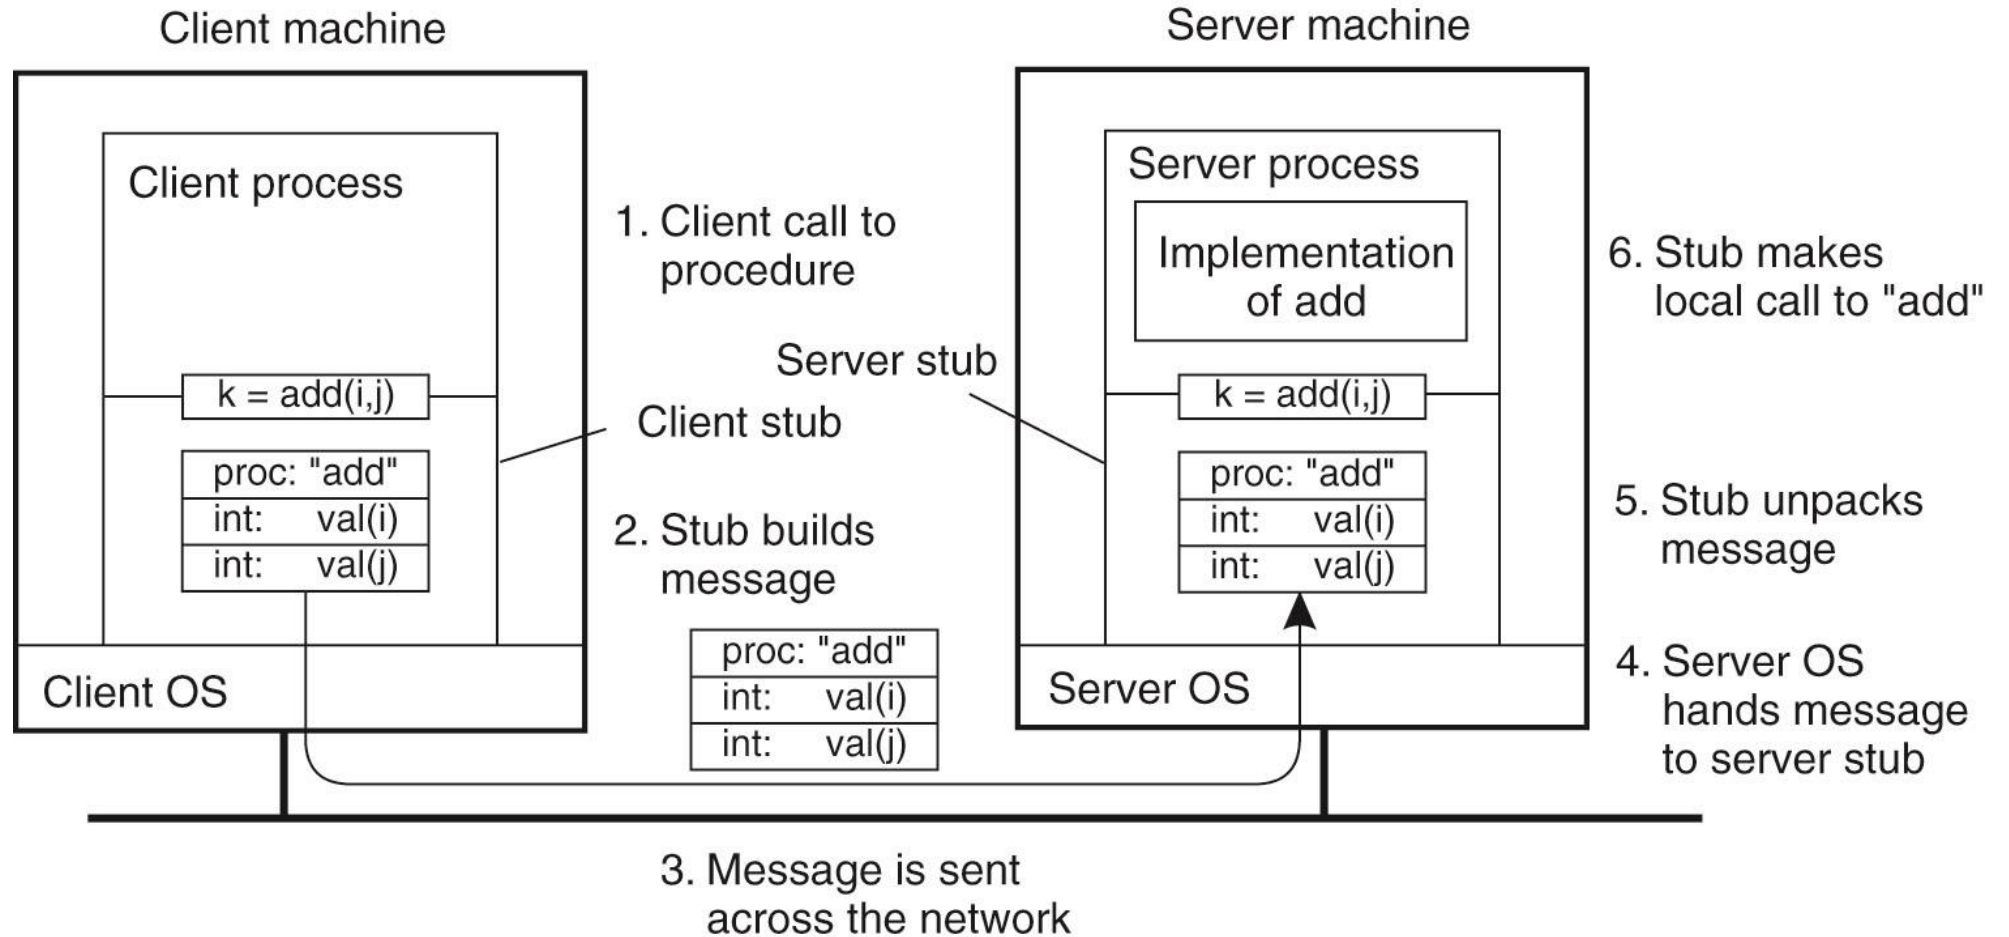 Client machine
Server machine
Client process
1. Client call to
procedure
k = add(i,j)
Client stub
proc: "add"
int: val(i)
int: val(j)
2. Stub builds
message
proc: "add"
int: val(i)
int: val(j)
Client OS
3. Message is sent
across the network
Server process
Implementation
of add
6. Stub makes
local call to "add"
Server stub
k = add(i,j)
proc: "add"
int: val(i)
int: val(j)
5. Stub unpacks
message
Server OS
4. Server OS
hands message
to server stub